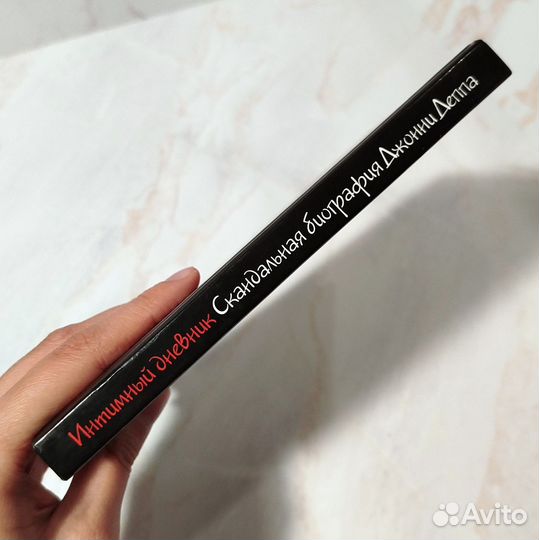 Интимный дневник Скандальная биография Джонни Деппа
Avito